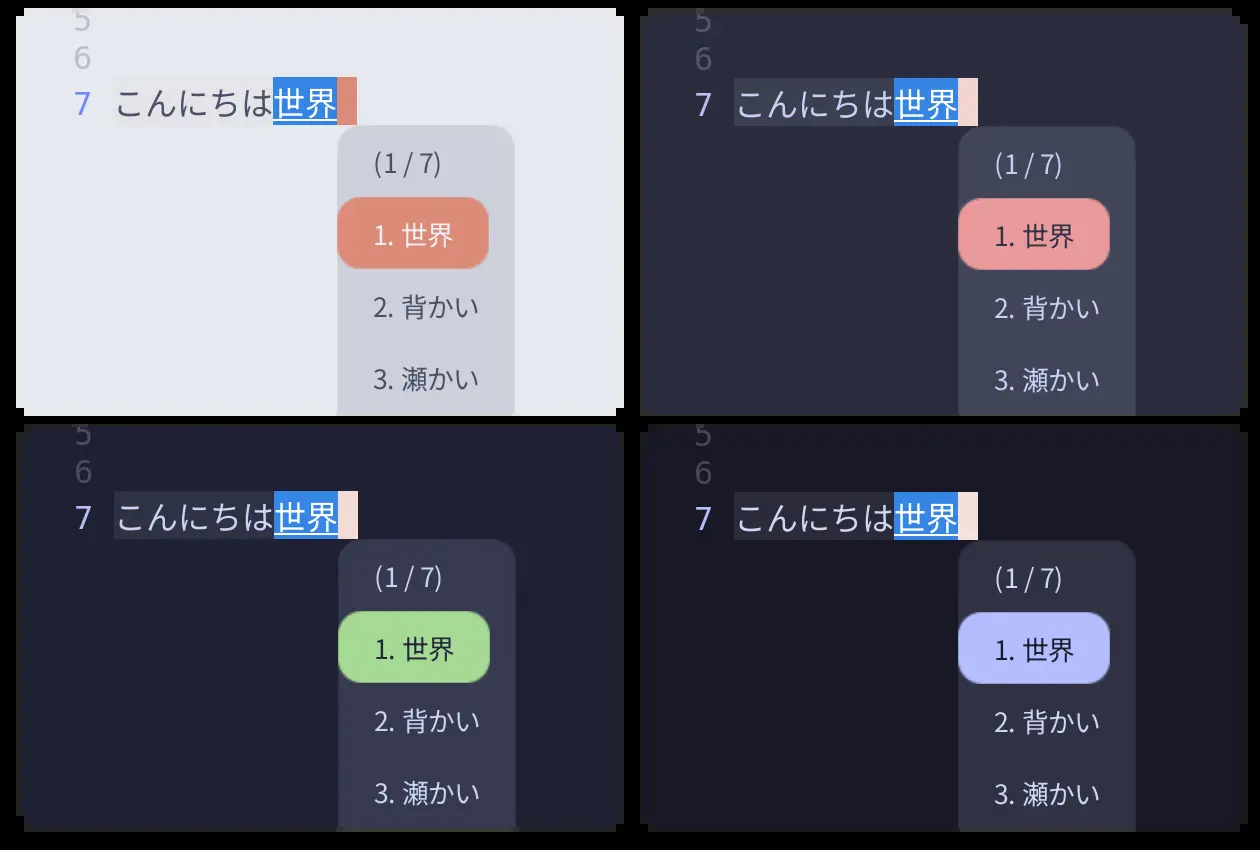 5
6
7 こんにちは世界
(1 / 7)
1. 世界
2. 背かい
3. 瀬かい
5
6
7 こんにちは世界
(1 / 7)
1. 世界
2. 背かい
3. 瀬かい
5
6
7 こんにちは世界
(1 / 7)
1. 世界
2. 背かい
3. 瀬かい
5
6
7 こんにちは世界
(1 / 7)
1. 世界
2. 背かい
3. 瀬かい